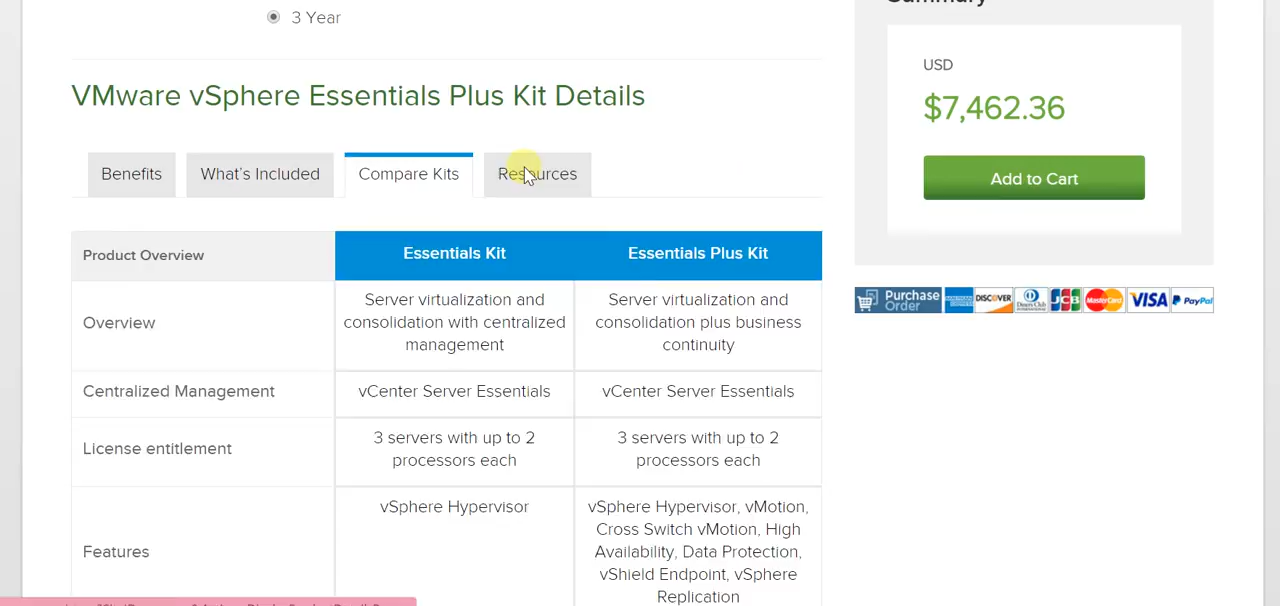 3 Year
Summary
USD
$7,462.36
Add to Cart
VMware vSphere Essentials Plus Kit Details
Benefits
What's Included
Compare Kits
Resources
Product Overview
Essentials Kit
Essentials Plus Kit
Overview
Server virtualization and
consolidation with centralized
management
Server virtualization and
consolidation plus business
continuity
Centralized Management
vCenter Server Essentials
vCenter Server Essentials
License entitlement
3 servers with up to 2
processors each
3 servers with up to 2
processors each
Features
vSphere Hypervisor
vSphere Hypervisor, vMotion,
Cross Switch vMotion, High
Availability, Data Protection,
vShield Endpoint, vSphere
Replication
Purchase
Order
DISCOVER
Diners Club
JCB
MasterCard
VISA
PayPal